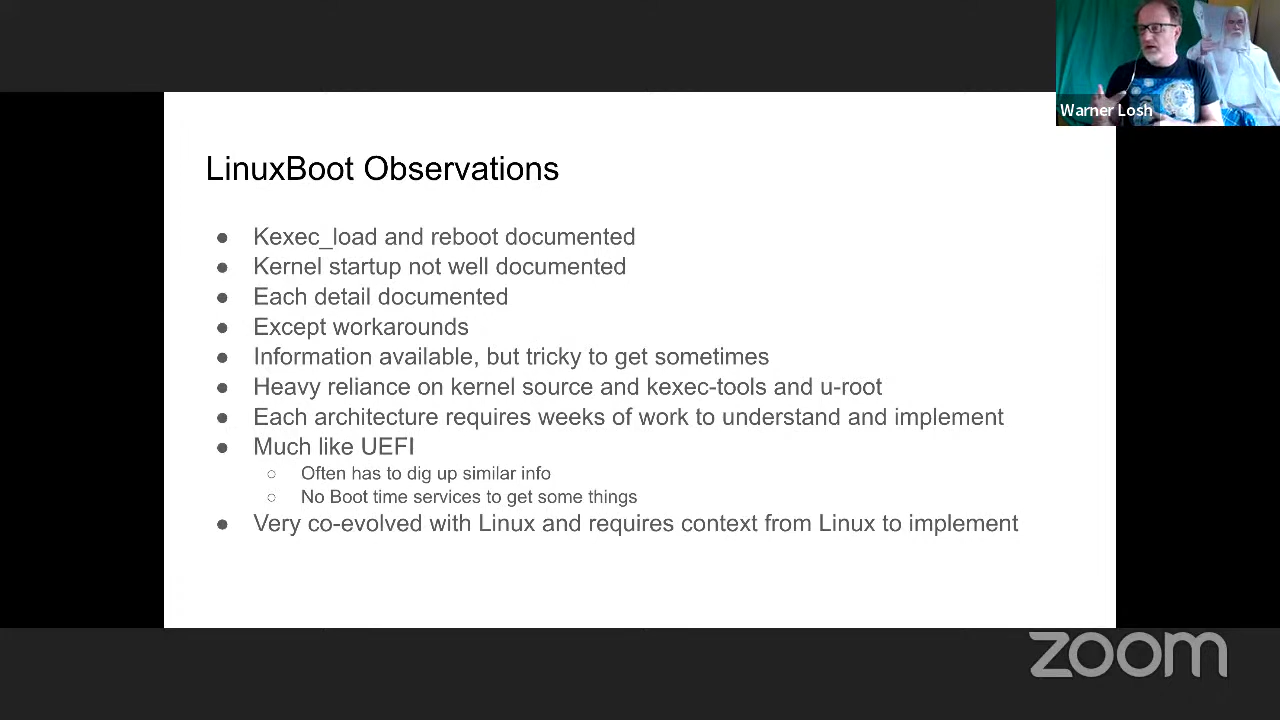 Warner Losh
LinuxBoot Observations
● Kexec_load and reboot documented
● Kernel startup not well documented
● Each detail documented
● Except workarounds
● Information available, but tricky to get sometimes
● Heavy reliance on kernel source and kexec-tools and u-root
● Each architecture requires weeks of work to understand and implement
● Much like UEFI
○ Often has to dig up similar info
○ No Boot time services to get some things
● Very co-evolved with Linux and requires context from Linux to implement
zoom